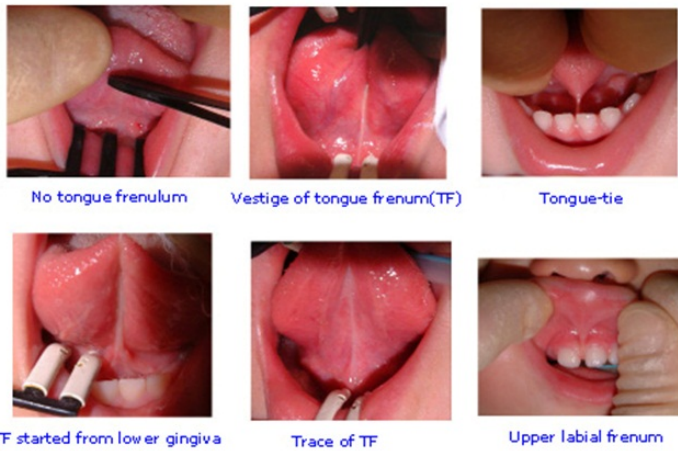 No tongue frenulum
Vestige of tongue frenum(TF)
Tongue-tie
F started from lower gingiva
Trace of TF
Upper labial frenum